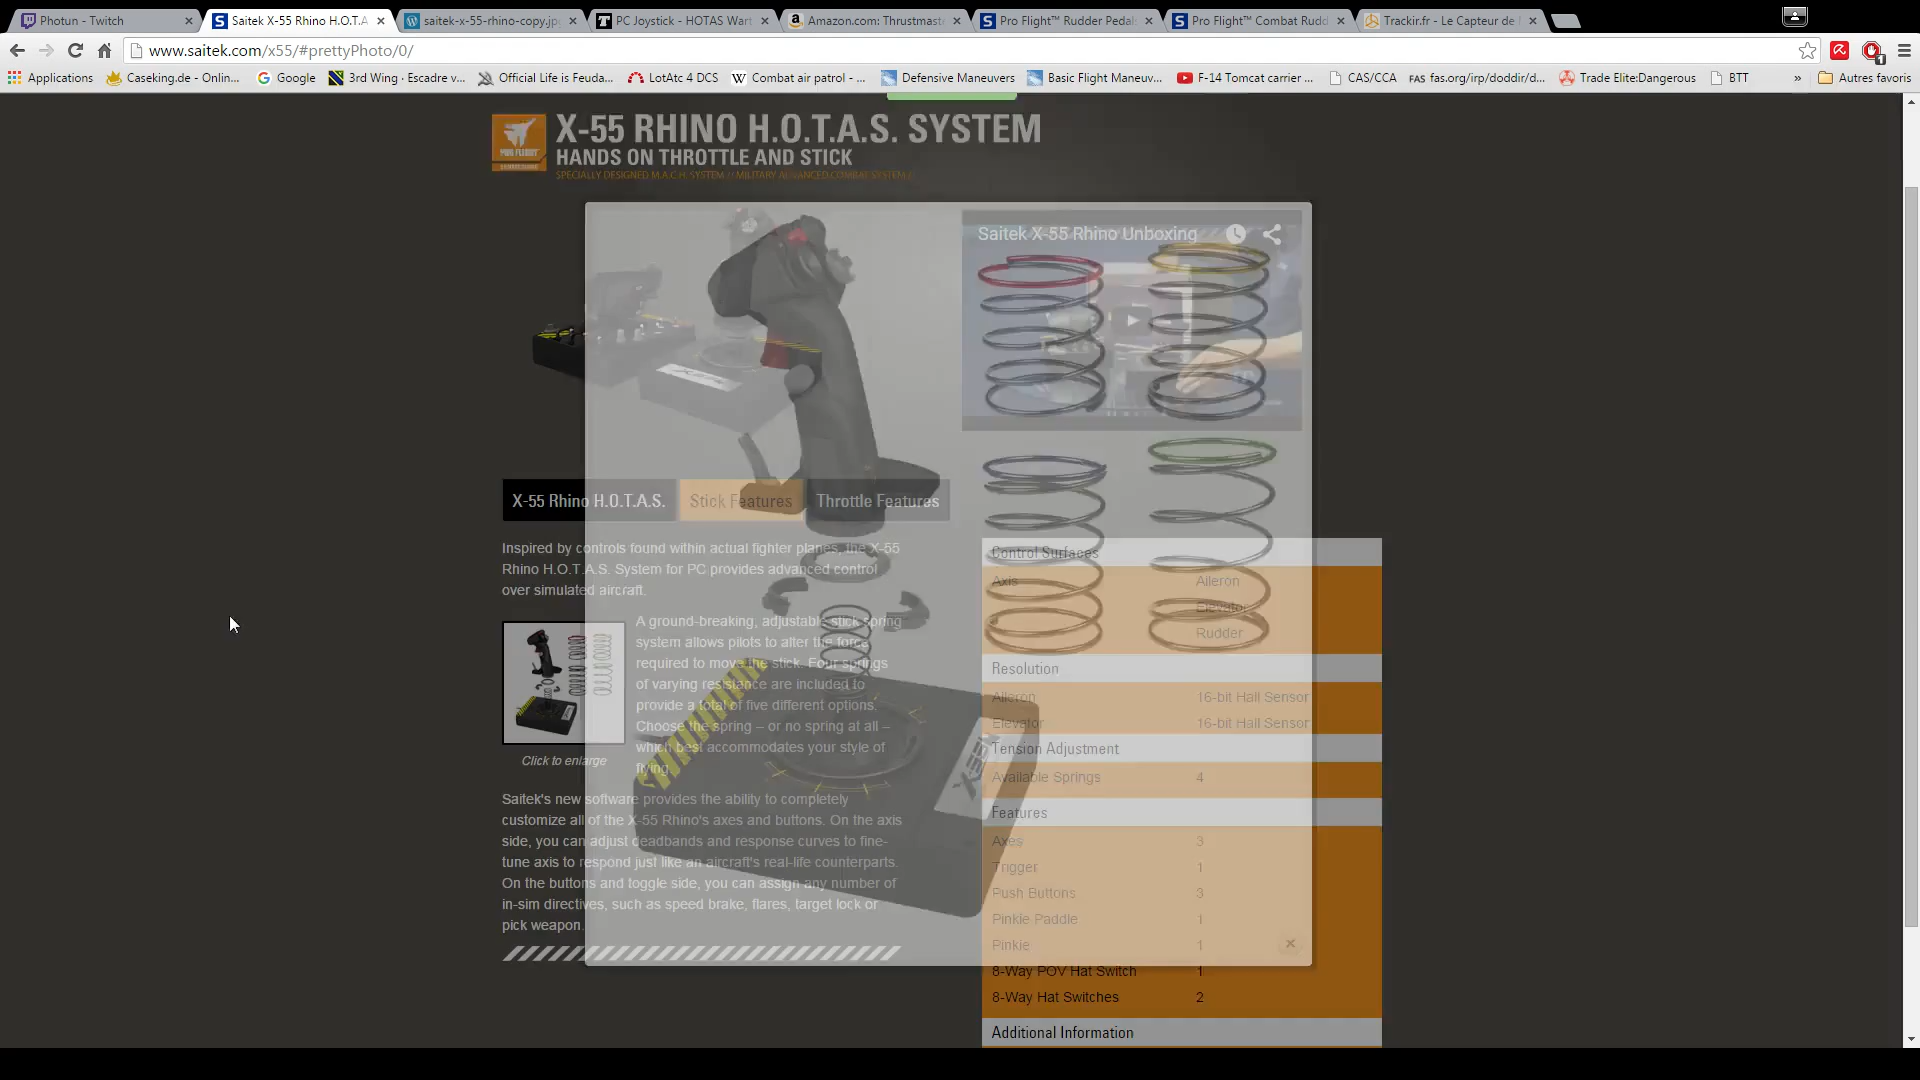 Photun - Twitch
Saitek X-55 Rhino H.O.T.A
saitek-x-55-rhino-copy.jpg
PC Joystick - HOTAS Wart
Amazon.com: Thrustmaste
Pro Flight™ Rudder Pedals
Pro Flight™ Combat Rudd
Trackir.fr - Le Capteur de
www.saitek.com/x55/#prettyPhoto/0/
Applications
Caseking.de - Onlin...
Google
3rd Wing · Escadre v...
Official Life is Feuda...
LotAtc 4 DCS
Combat air patrol - ...
Defensive Maneuvers
Basic Flight Maneuv...
F-14 Tomcat carrier ...
CAS/CCA
FAS fas.org/irp/doddir/d...
Trade Elite:Dangerous
BTT
»
Autres favoris
X-55 RHINO H.O.T.A.S. SYSTEM
HANDS ON THROTTLE AND STICK
SPECIALLY DESIGNED M.A.C.H. SYSTEM // MILITARY ADVANCED COMBAT SYSTEM //
PRO FLIGHT
Saitek X-55 Rhino Unboxing
X-55 Rhino H.O.T.A.S.
Stick Features
Throttle Features
Inspired by controls found within actual fighter planes, the X-55
Rhino H.O.T.A.S. System for PC provides advanced control
over simulated aircraft.
A ground-breaking, adjustable stick spring
system allows pilots to alter the force
required to move the stick. Four springs
of varying resistance are included to
provide a total of five different options.
Choose the spring – or no spring at all –
which best accommodates your style of
flying.
Click to enlarge
Saitek's new software provides the ability to completely
customize all of the X-55 Rhino's axes and buttons. On the axis
side, you can adjust deadbands and response curves to fine-
tune axis to respond just like an aircraft's real-life counterparts.
On the buttons and toggle side, you can assign any number of
in-sim directives, such as speed brake, flares, target lock or
pick weapon.
Control Surfaces
Axis Aileron
Elevator
Rudder
Resolution
Aileron 16-bit Hall Sensor
Elevator 16-bit Hall Sensor
Tension Adjustment
Available Springs 4
Features
Axes 3
Trigger 1
Push Buttons 3
Pinkie Paddle 1
Pinkie 1
8-Way POV Hat Switch 1
8-Way Hat Switches 2
Additional Information